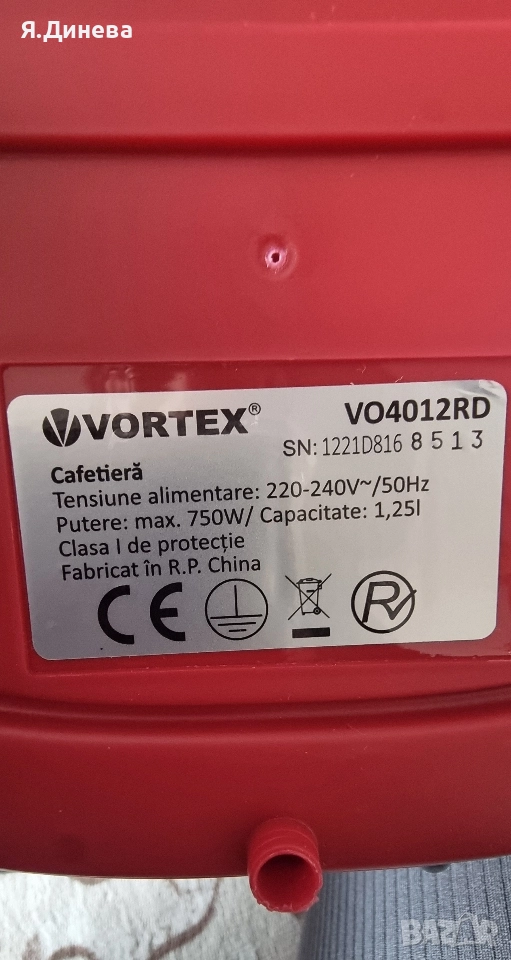 Я.Динева
VORTEX®
VO4012RD
SN: 1221D816 8 5 1 3
Cafetieră
Tensiune alimentare: 220-240V~/50Hz
Putere: max. 750W/ Capacitate: 1,25l
Clasa I de protecție
Fabricat în R.P. China
CE
BAZAR